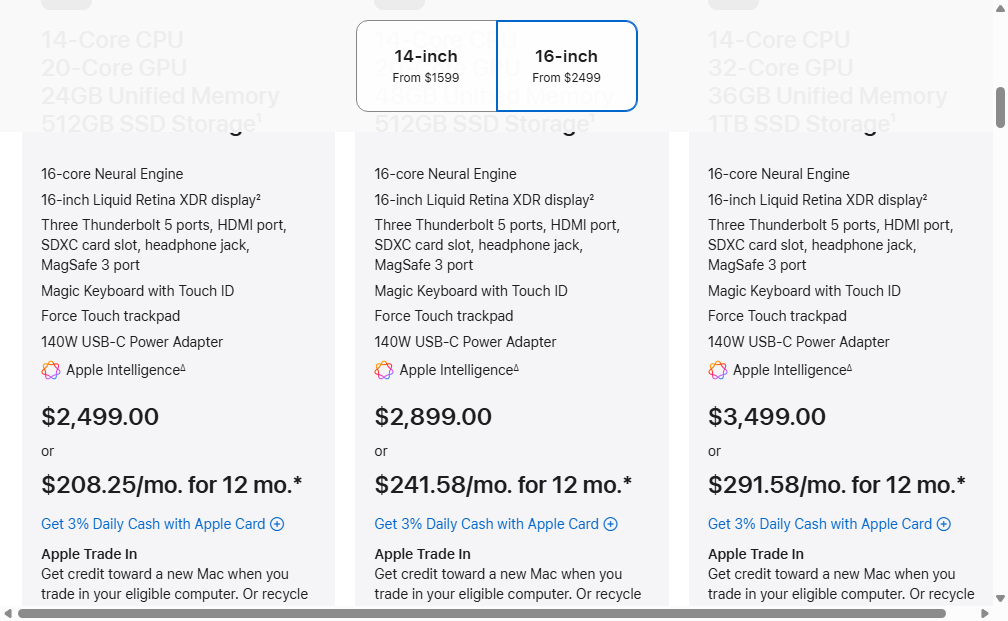 14-inch
From $1599
16-inch
From $2499
14-Core CPU
20-Core GPU
24GB Unified Memory
512GB SSD Storage¹
512GB SSD Storage¹
14-Core CPU
32-Core GPU
36GB Unified Memory
1TB SSD Storage¹
16-core Neural Engine
16-inch Liquid Retina XDR display²
Three Thunderbolt 5 ports, HDMI port,
SDXC card slot, headphone jack,
MagSafe 3 port
Magic Keyboard with Touch ID
Force Touch trackpad
140W USB-C Power Adapter
Apple Intelligence∆
$2,499.00
or
$208.25/mo. for 12 mo.*
Get 3% Daily Cash with Apple Card
Apple Trade In
Get credit toward a new Mac when you
trade in your eligible computer. Or recycle
16-core Neural Engine
16-inch Liquid Retina XDR display²
Three Thunderbolt 5 ports, HDMI port,
SDXC card slot, headphone jack,
MagSafe 3 port
Magic Keyboard with Touch ID
Force Touch trackpad
140W USB-C Power Adapter
Apple Intelligence∆
$2,899.00
or
$241.58/mo. for 12 mo.*
Get 3% Daily Cash with Apple Card
Apple Trade In
Get credit toward a new Mac when you
trade in your eligible computer. Or recycle
16-core Neural Engine
16-inch Liquid Retina XDR display²
Three Thunderbolt 5 ports, HDMI port,
SDXC card slot, headphone jack,
MagSafe 3 port
Magic Keyboard with Touch ID
Force Touch trackpad
140W USB-C Power Adapter
Apple Intelligence∆
$3,499.00
or
$291.58/mo. for 12 mo.*
Get 3% Daily Cash with Apple Card
Apple Trade In
Get credit toward a new Mac when you
trade in your eligible computer. Or recycle